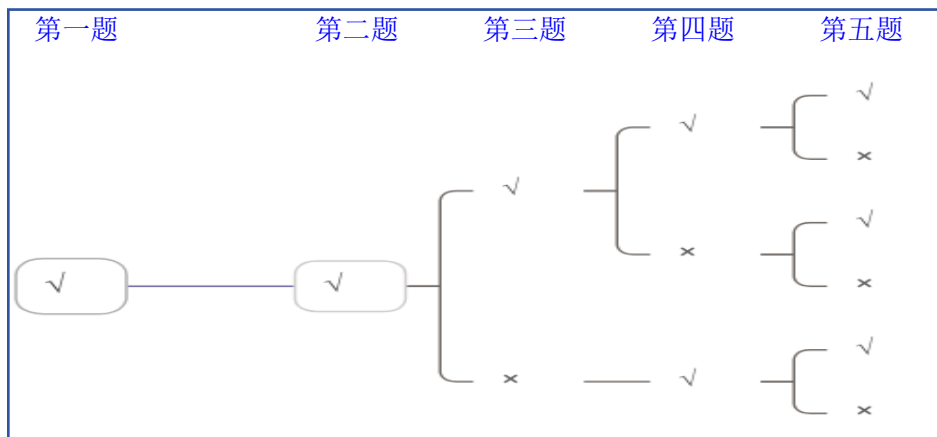 第一题 第二题 第三题 第四题 第五题
√
√ ×
√
× √
√ √ ×
× √ √
×